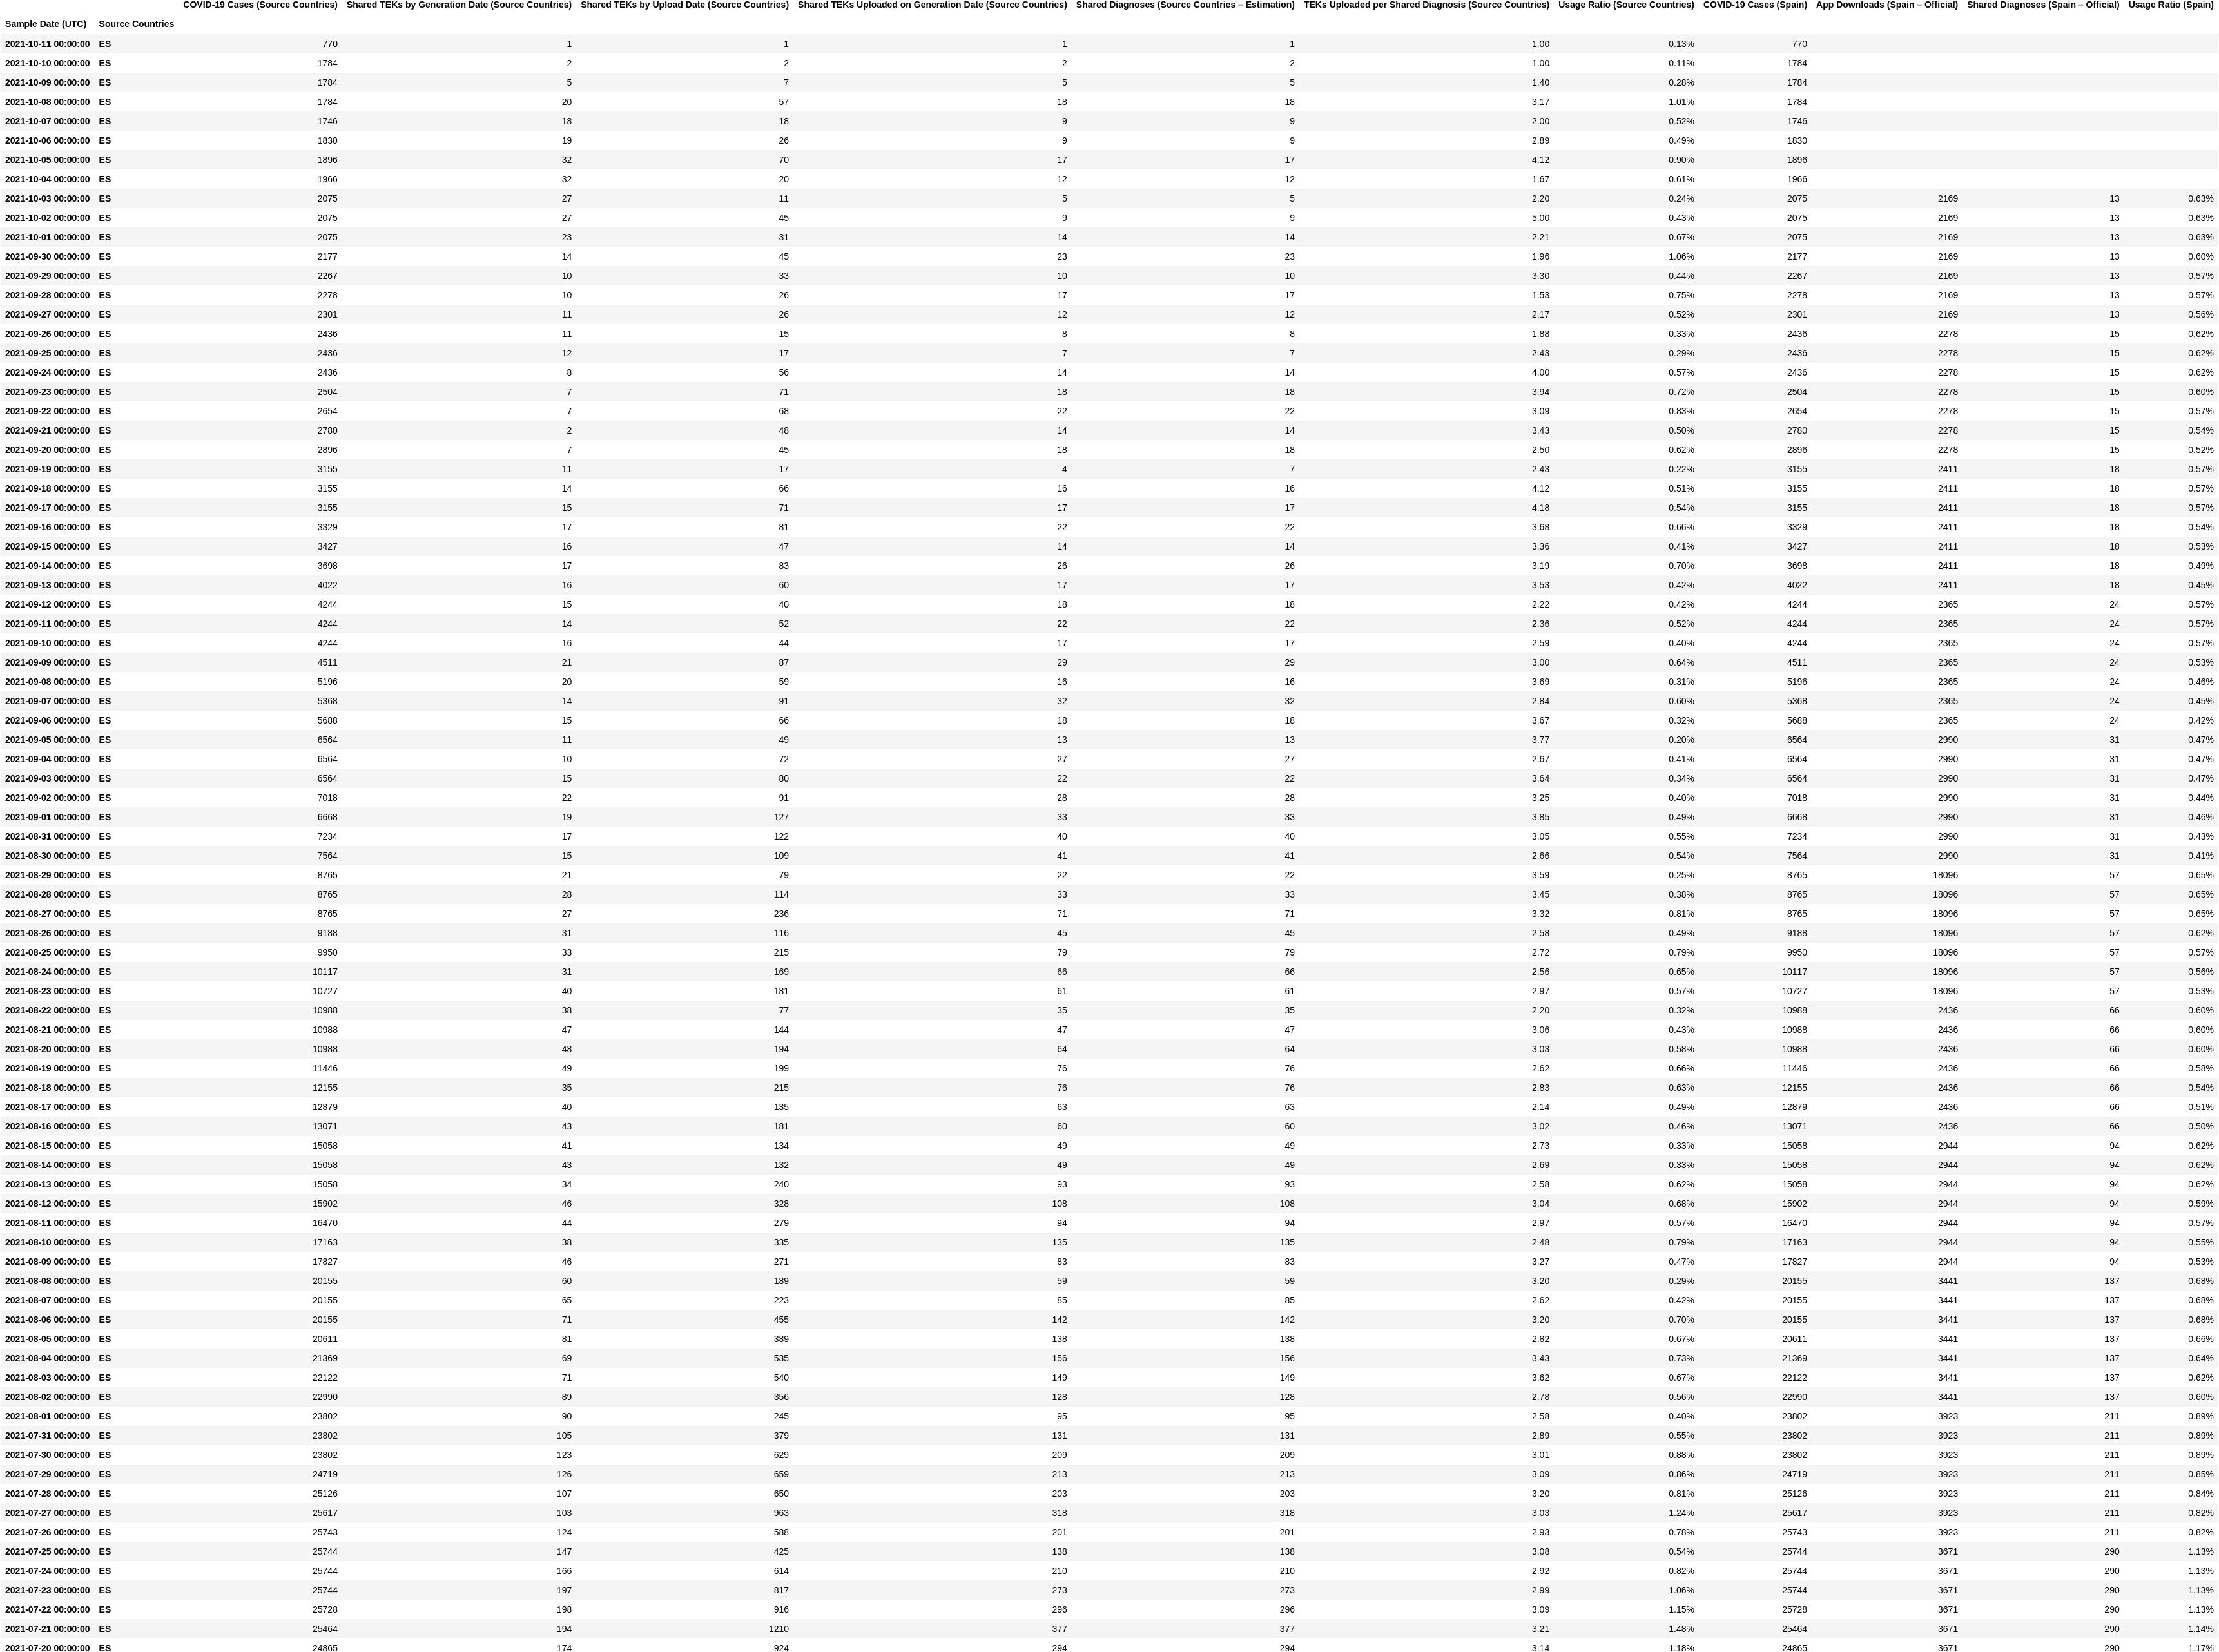 COVID-19 Cases (Source Countries) Shared TEKs by Generation Date (Source Countries) Shared TEKs by Upload Date (Source Countries) Shared TEKs Uploaded on Generation Date (Source Countries) Shared Diagnoses (Source Countries – Estimation) TEKs Uploaded per Shared Diagnosis (Source Countries) Usage Ratio (Source Countries) COVID-19 Cases (Spain) App Downloads (Spain – Official) Shared Diagnoses (Spain – Official) Usage Ratio (Spain)
Sample Date (UTC) Source Countries
2021-10-11 00:00:00 ES 770 1 1 1 1 1.00 0.13% 770
2021-10-10 00:00:00 ES 1784 2 2 2 2 1.00 0.11% 1784
2021-10-09 00:00:00 ES 1784 5 7 5 5 1.40 0.28% 1784
2021-10-08 00:00:00 ES 1784 20 57 18 18 3.17 1.01% 1784
2021-10-07 00:00:00 ES 1746 18 18 9 9 2.00 0.52% 1746
2021-10-06 00:00:00 ES 1830 19 26 9 9 2.89 0.49% 1830
2021-10-05 00:00:00 ES 1896 32 70 17 17 4.12 0.90% 1896
2021-10-04 00:00:00 ES 1966 32 20 12 12 1.67 0.61% 1966
2021-10-03 00:00:00 ES 2075 27 11 5 5 2.20 0.24% 2075 2169 13 0.63%
2021-10-02 00:00:00 ES 2075 27 45 9 9 5.00 0.43% 2075 2169 13 0.63%
2021-10-01 00:00:00 ES 2075 23 31 14 14 2.21 0.67% 2075 2169 13 0.63%
2021-09-30 00:00:00 ES 2177 14 45 23 23 1.96 1.06% 2177 2169 13 0.60%
2021-09-29 00:00:00 ES 2267 10 33 10 10 3.30 0.44% 2267 2169 13 0.57%
2021-09-28 00:00:00 ES 2278 10 26 17 17 1.53 0.75% 2278 2169 13 0.57%
2021-09-27 00:00:00 ES 2301 11 26 12 12 2.17 0.52% 2301 2169 13 0.56%
2021-09-26 00:00:00 ES 2436 11 15 8 8 1.88 0.33% 2436 2278 15 0.62%
2021-09-25 00:00:00 ES 2436 12 17 7 7 2.43 0.29% 2436 2278 15 0.62%
2021-09-24 00:00:00 ES 2436 8 56 14 14 4.00 0.57% 2436 2278 15 0.62%
2021-09-23 00:00:00 ES 2504 7 71 18 18 3.94 0.72% 2504 2278 15 0.60%
2021-09-22 00:00:00 ES 2654 7 68 22 22 3.09 0.83% 2654 2278 15 0.57%
2021-09-21 00:00:00 ES 2780 2 48 14 14 3.43 0.50% 2780 2278 15 0.54%
2021-09-20 00:00:00 ES 2896 7 45 18 18 2.50 0.62% 2896 2278 15 0.52%
2021-09-19 00:00:00 ES 3155 11 17 4 7 2.43 0.22% 3155 2411 18 0.57%
2021-09-18 00:00:00 ES 3155 14 66 16 16 4.12 0.51% 3155 2411 18 0.57%
2021-09-17 00:00:00 ES 3155 15 71 17 17 4.18 0.54% 3155 2411 18 0.57%
2021-09-16 00:00:00 ES 3329 17 81 22 22 3.68 0.66% 3329 2411 18 0.54%
2021-09-15 00:00:00 ES 3427 16 47 14 14 3.36 0.41% 3427 2411 18 0.53%
2021-09-14 00:00:00 ES 3698 17 83 26 26 3.19 0.70% 3698 2411 18 0.49%
2021-09-13 00:00:00 ES 4022 16 60 17 17 3.53 0.42% 4022 2411 18 0.45%
2021-09-12 00:00:00 ES 4244 15 40 18 18 2.22 0.42% 4244 2365 24 0.57%
2021-09-11 00:00:00 ES 4244 14 52 22 22 2.36 0.52% 4244 2365 24 0.57%
2021-09-10 00:00:00 ES 4244 16 44 17 17 2.59 0.40% 4244 2365 24 0.57%
2021-09-09 00:00:00 ES 4511 21 87 29 29 3.00 0.64% 4511 2365 24 0.53%
2021-09-08 00:00:00 ES 5196 20 59 16 16 3.69 0.31% 5196 2365 24 0.46%
2021-09-07 00:00:00 ES 5368 14 91 32 32 2.84 0.60% 5368 2365 24 0.45%
2021-09-06 00:00:00 ES 5688 15 66 18 18 3.67 0.32% 5688 2365 24 0.42%
2021-09-05 00:00:00 ES 6564 11 49 13 13 3.77 0.20% 6564 2990 31 0.47%
2021-09-04 00:00:00 ES 6564 10 72 27 27 2.67 0.41% 6564 2990 31 0.47%
2021-09-03 00:00:00 ES 6564 15 80 22 22 3.64 0.34% 6564 2990 31 0.47%
2021-09-02 00:00:00 ES 7018 22 91 28 28 3.25 0.40% 7018 2990 31 0.44%
2021-09-01 00:00:00 ES 6668 19 127 33 33 3.85 0.49% 6668 2990 31 0.46%
2021-08-31 00:00:00 ES 7234 17 122 40 40 3.05 0.55% 7234 2990 31 0.43%
2021-08-30 00:00:00 ES 7564 15 109 41 41 2.66 0.54% 7564 2990 31 0.41%
2021-08-29 00:00:00 ES 8765 21 79 22 22 3.59 0.25% 8765 18096 57 0.65%
2021-08-28 00:00:00 ES 8765 28 114 33 33 3.45 0.38% 8765 18096 57 0.65%
2021-08-27 00:00:00 ES 8765 27 236 71 71 3.32 0.81% 8765 18096 57 0.65%
2021-08-26 00:00:00 ES 9188 31 116 45 45 2.58 0.49% 9188 18096 57 0.62%
2021-08-25 00:00:00 ES 9950 33 215 79 79 2.72 0.79% 9950 18096 57 0.57%
2021-08-24 00:00:00 ES 10117 31 169 66 66 2.56 0.65% 10117 18096 57 0.56%
2021-08-23 00:00:00 ES 10727 40 181 61 61 2.97 0.57% 10727 18096 57 0.53%
2021-08-22 00:00:00 ES 10988 38 77 35 35 2.20 0.32% 10988 2436 66 0.60%
2021-08-21 00:00:00 ES 10988 47 144 47 47 3.06 0.43% 10988 2436 66 0.60%
2021-08-20 00:00:00 ES 10988 48 194 64 64 3.03 0.58% 10988 2436 66 0.60%
2021-08-19 00:00:00 ES 11446 49 199 76 76 2.62 0.66% 11446 2436 66 0.58%
2021-08-18 00:00:00 ES 12155 35 215 76 76 2.83 0.63% 12155 2436 66 0.54%
2021-08-17 00:00:00 ES 12879 40 135 63 63 2.14 0.49% 12879 2436 66 0.51%
2021-08-16 00:00:00 ES 13071 43 181 60 60 3.02 0.46% 13071 2436 66 0.50%
2021-08-15 00:00:00 ES 15058 41 134 49 49 2.73 0.33% 15058 2944 94 0.62%
2021-08-14 00:00:00 ES 15058 43 132 49 49 2.69 0.33% 15058 2944 94 0.62%
2021-08-13 00:00:00 ES 15058 34 240 93 93 2.58 0.62% 15058 2944 94 0.62%
2021-08-12 00:00:00 ES 15902 46 328 108 108 3.04 0.68% 15902 2944 94 0.59%
2021-08-11 00:00:00 ES 16470 44 279 94 94 2.97 0.57% 16470 2944 94 0.57%
2021-08-10 00:00:00 ES 17163 38 335 135 135 2.48 0.79% 17163 2944 94 0.55%
2021-08-09 00:00:00 ES 17827 46 271 83 83 3.27 0.47% 17827 2944 94 0.53%
2021-08-08 00:00:00 ES 20155 60 189 59 59 3.20 0.29% 20155 3441 137 0.68%
2021-08-07 00:00:00 ES 20155 65 223 85 85 2.62 0.42% 20155 3441 137 0.68%
2021-08-06 00:00:00 ES 20155 71 455 142 142 3.20 0.70% 20155 3441 137 0.68%
2021-08-05 00:00:00 ES 20611 81 389 138 138 2.82 0.67% 20611 3441 137 0.66%
2021-08-04 00:00:00 ES 21369 69 535 156 156 3.43 0.73% 21369 3441 137 0.64%
2021-08-03 00:00:00 ES 22122 71 540 149 149 3.62 0.67% 22122 3441 137 0.62%
2021-08-02 00:00:00 ES 22990 89 356 128 128 2.78 0.56% 22990 3441 137 0.60%
2021-08-01 00:00:00 ES 23802 90 245 95 95 2.58 0.40% 23802 3923 211 0.89%
2021-07-31 00:00:00 ES 23802 105 379 131 131 2.89 0.55% 23802 3923 211 0.89%
2021-07-30 00:00:00 ES 23802 123 629 209 209 3.01 0.88% 23802 3923 211 0.89%
2021-07-29 00:00:00 ES 24719 126 659 213 213 3.09 0.86% 24719 3923 211 0.85%
2021-07-28 00:00:00 ES 25126 107 650 203 203 3.20 0.81% 25126 3923 211 0.84%
2021-07-27 00:00:00 ES 25617 103 963 318 318 3.03 1.24% 25617 3923 211 0.82%
2021-07-26 00:00:00 ES 25743 124 588 201 201 2.93 0.78% 25743 3923 211 0.82%
2021-07-25 00:00:00 ES 25744 147 425 138 138 3.08 0.54% 25744 3671 290 1.13%
2021-07-24 00:00:00 ES 25744 166 614 210 210 2.92 0.82% 25744 3671 290 1.13%
2021-07-23 00:00:00 ES 25744 197 817 273 273 2.99 1.06% 25744 3671 290 1.13%
2021-07-22 00:00:00 ES 25728 198 916 296 296 3.09 1.15% 25728 3671 290 1.13%
2021-07-21 00:00:00 ES 25464 194 1210 377 377 3.21 1.48% 25464 3671 290 1.14%
2021-07-20 00:00:00 ES 24865 174 924 294 294 3.14 1.18% 24865 3671 290 1.17%